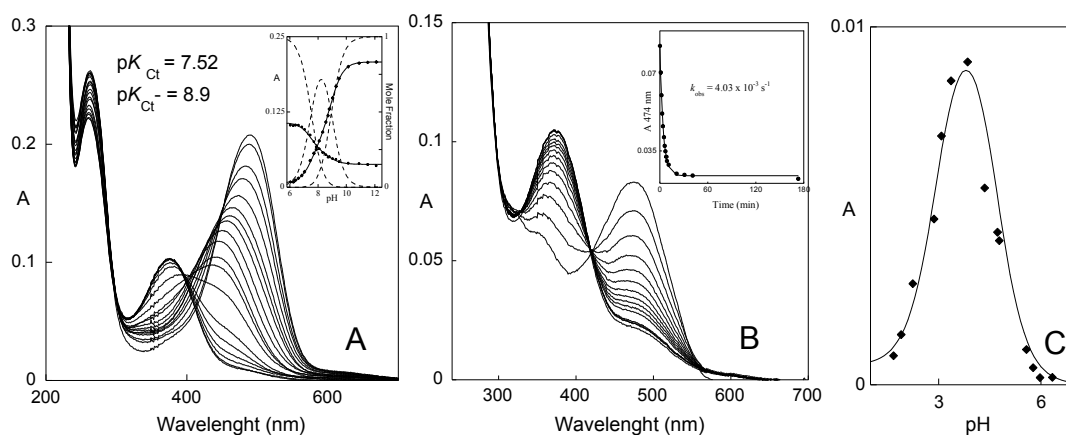 0.3
0.2
0.1
0
A
200
400
600
Wavelenght (nm)
pK Ct = 7.52
pK Ct- = 8.9
0.25
0.125
0
A
1
0
Mole Fraction
6
8
10
12
pH
A
B
0.15
0.1
0.05
0
A
300
400
500
600
700
Wavelenght (nm)
0.07
0.035
A 474 nm
kobs = 4.03 x 10-3 s-1
0
60
120
180
Time (min)
B
0.01
0
A
3
6
pH
C